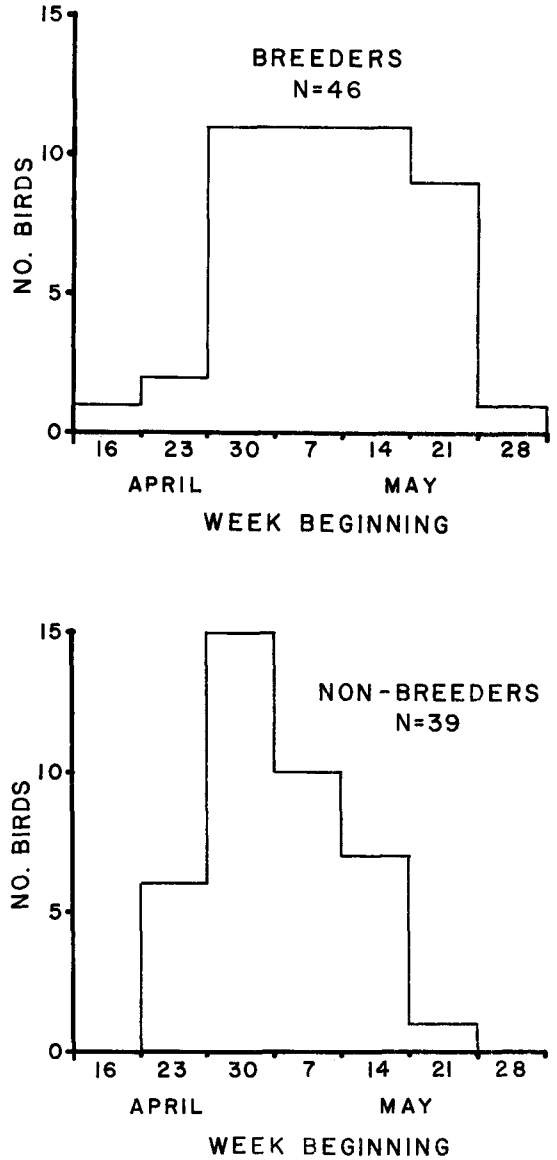 15
BREEDERS
N=46
10
NO. BIRDS
5
0
16 23 30 7 14 21 28
APRIL MAY
WEEK BEGINNING
15
NON-BREEDERS
N=39
10
NO. BIRDS
5
0
16 23 30 7 14 21 28
APRIL MAY
WEEK BEGINNING